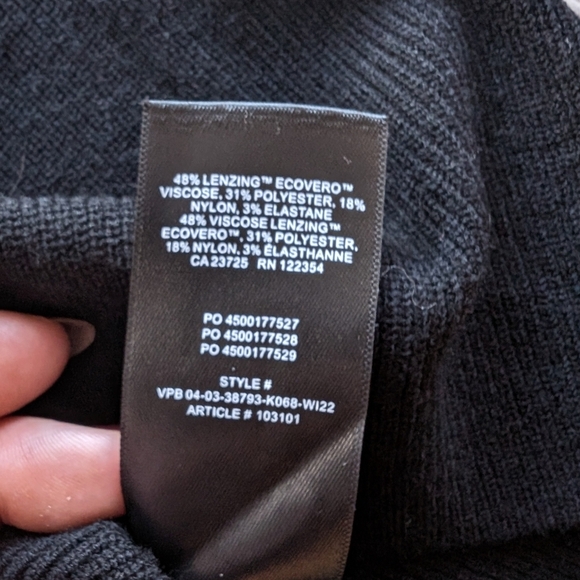 48% LENZING™ ECOVERO™
VISCOSE, 31% POLYESTER, 18%
NYLON, 3% ELASTANE
48% VISCOSE LENZING™
ECOVERO™, 31% POLYESTER,
18% NYLON, 3% ÉLASTHANNE
CA 23725 RN 122354
PO 4500177527
PO 4500177528
PO 4500177529
STYLE #
VPB 04-03-38793-K068-WI22
ARTICLE # 103101